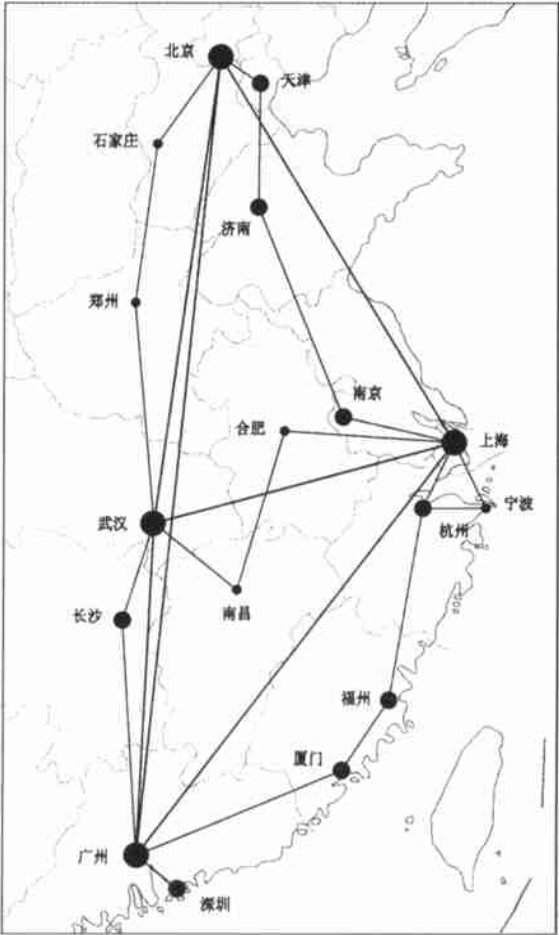 北京
天津
石家庄
济南
郑州
南京
合肥
上海
宁波
武汉
杭州
南昌
长沙
福州
厦门
广州
深圳